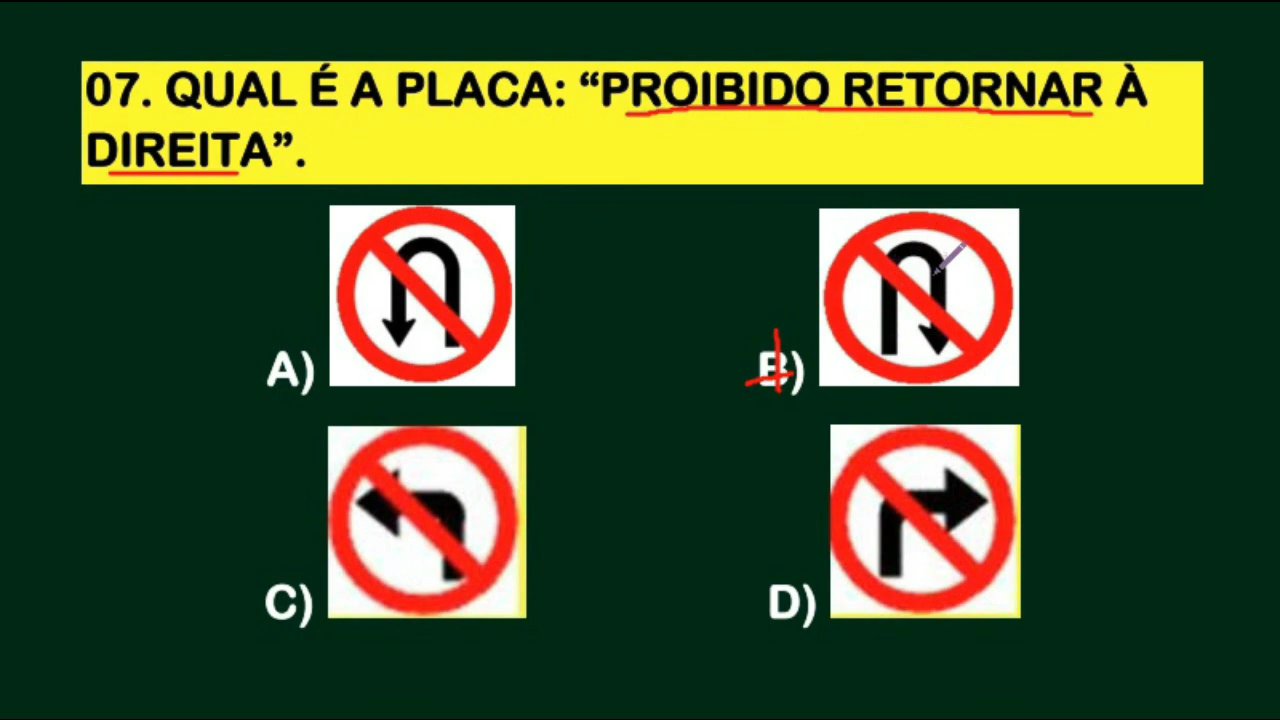 07. QUAL É A PLACA: “PROIBIDO RETORNAR À
DIREITA”.
A)
B)
C)
D)